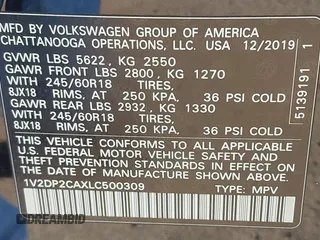 MFD BY VOLKSWAGEN GROUP OF AMERICA
CHATTANOOGA OPERATIONS, LLC. USA 12/2019
GVWR LBS 5622, KG 2550
GAWR FRONT LBS 2800, KG 1270
WITH 245/60R18 TIRES,
8JX18 RIMS, AT 250 KPA, 36 PSI COLD
GAWR REAR LBS 2932, KG 1330
WITH 245/60R18 TIRES,
8JX18 RIMS, AT 250 KPA, 36 PSI COLD
THIS VEHICLE CONFORMS TO ALL APPLICABLE
U.S. FEDERAL MOTOR VEHICLE SAFETY
STANDARDS IN EFFECT ON THE DATE
OF MANUFACTURE SHOWN ABOVE.
1V2DP2CAXLC500309 TYPE: MPV
5139191 1
DREAMBID